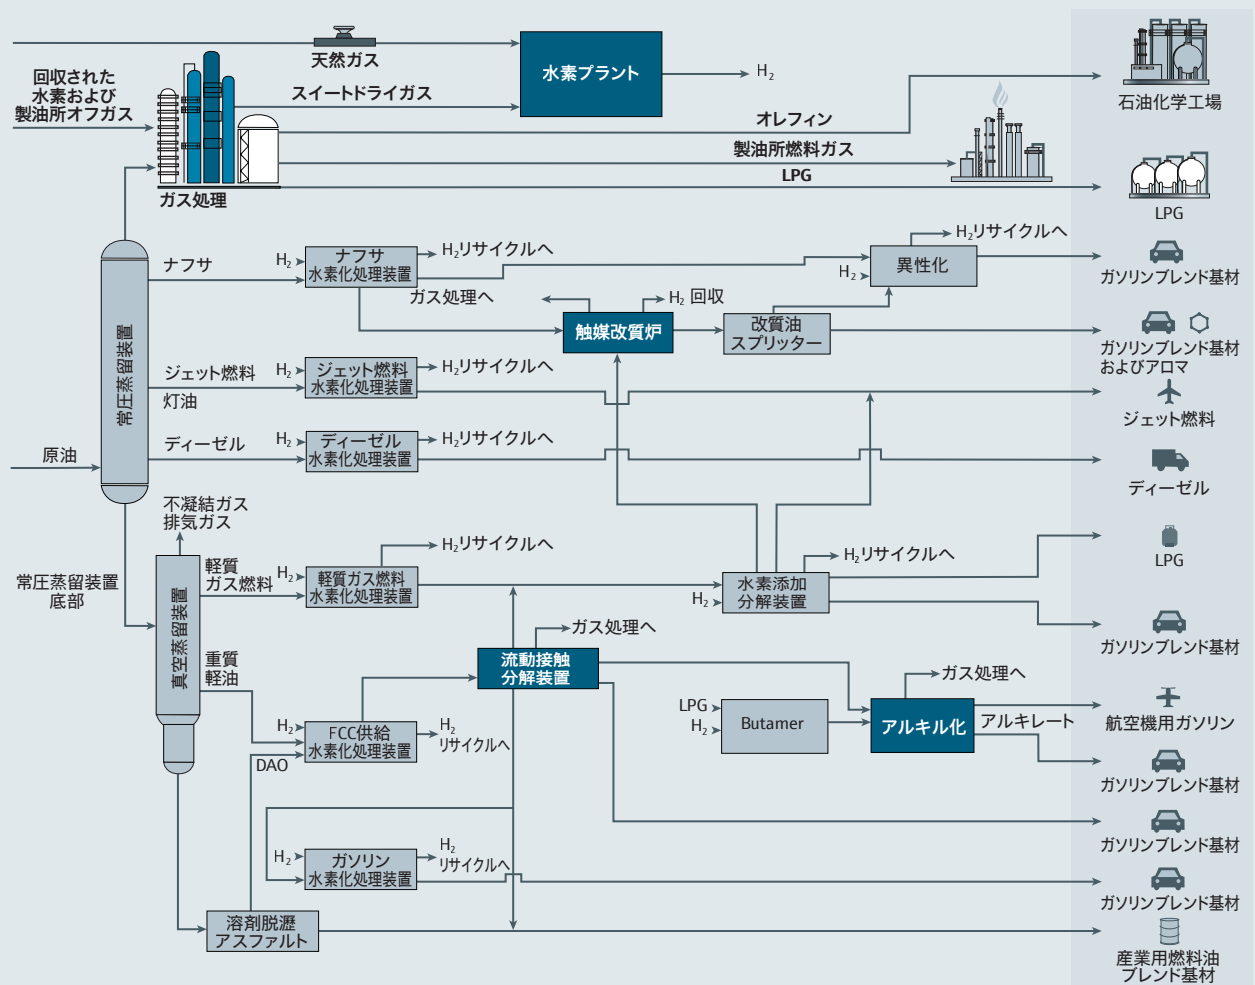 天然ガス
回収された
水素および
製油所オフガス
スイートドライガス
水素プラント
H₂
オレフィン
製油所燃料ガス
LPG
ガス処理
石油化学工場
LPG
常圧蒸留装置
ナフサ
H₂
ナフサ
水素化処理装置
H₂リサイクルへ
ガス処理へ
H₂ 回収
触媒改質炉
改質油
スプリッター
H₂
異性化
H₂リサイクルへ
ガソリンブレンド基材
ガソリンブレンド基材
およびアロマ
ジェット燃料
灯油
H₂
ジェット燃料
水素化処理装置
H₂リサイクルへ
ジェット燃料
原油
ディーゼル
H₂
ディーゼル
水素化処理装置
H₂リサイクルへ
ディーゼル
不凝結ガス
排気ガス
常圧蒸留装置
底部
真空蒸留装置
軽質
ガス燃料
H₂
軽質ガス燃料
水素化処理装置
H₂リサイクルへ
H₂
水素添加
分解装置
H₂リサイクルへ
LPG
ガソリンブレンド基材
重質
軽油
流動接触
分解装置
ガス処理へ
H₂
FCC供給
水素化処理装置
H₂
リサイクルへ
DAO
LPG
H₂
Butamer
アルキル化
ガス処理へ
アルキレート
航空機用ガソリン
ガソリンブレンド基材
ガソリンブレンド基材
H₂
ガソリン
水素化処理装置
H₂
リサイクルへ
ガソリンブレンド基材
溶剤脱瀝
アスファルト
産業用燃料油
ブレンド基材